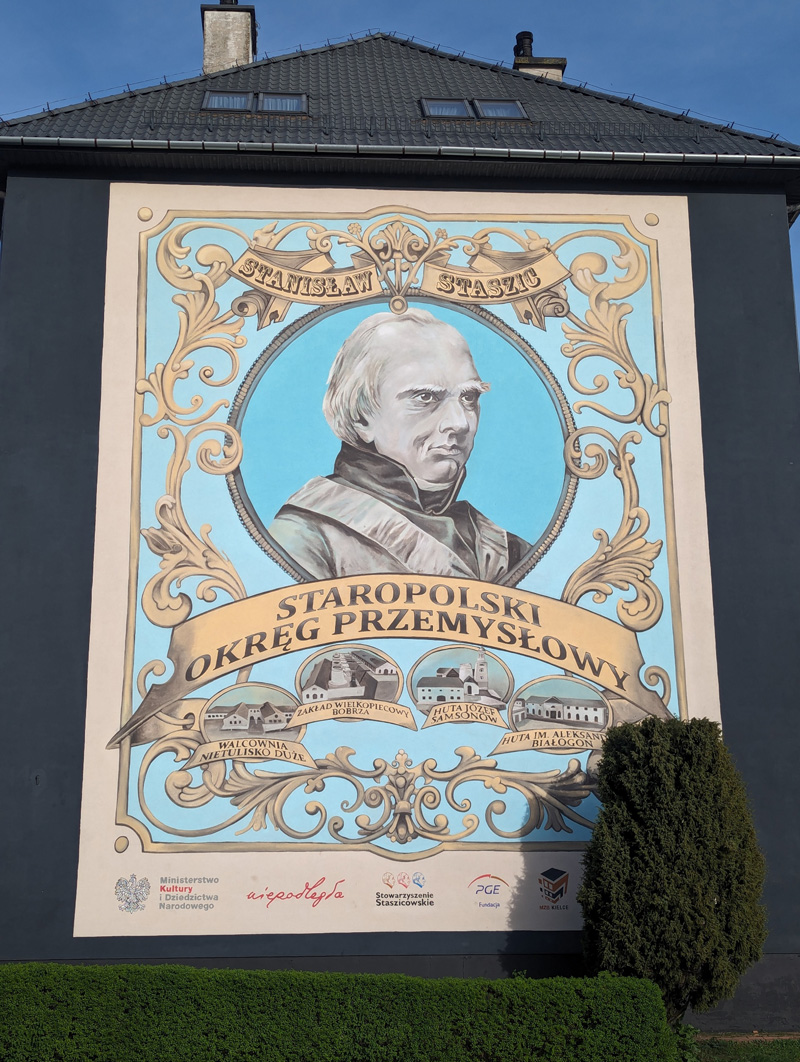 STANISŁAW STASZIC
STAROPOLSKI
OKRĘG PRZEMYSŁOWY
WALCOWNIA
NIETULISKO DUŻE
ZAKŁAD WIELKOPIECOWY
BOBRZA
HUTA JÓZEF
SAMSONÓW
HUTA IM.
BIAŁOGON
Ministerstwo
Kultury
i Dziedzictwa
Narodowego
niepodległa
Stowarzyszenie
Staszicowskie
PGE
Fundacja
KIELCE